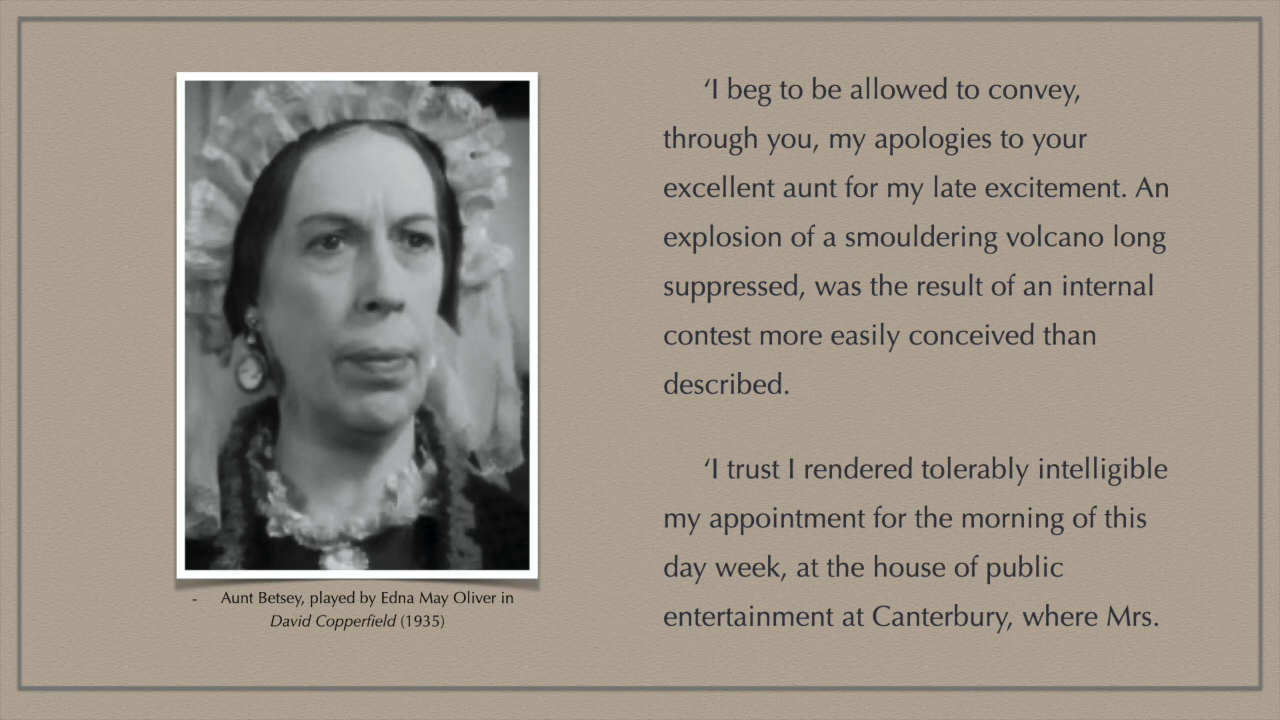 ‘I beg to be allowed to convey,
through you, my apologies to your
excellent aunt for my late excitement. An
explosion of a smouldering volcano long
suppressed, was the result of an internal
contest more easily conceived than
described.
‘I trust I rendered tolerably intelligible
my appointment for the morning of this
day week, at the house of public
entertainment at Canterbury, where Mrs.
- Aunt Betsey, played by Edna May Oliver in
David Copperfield (1935)